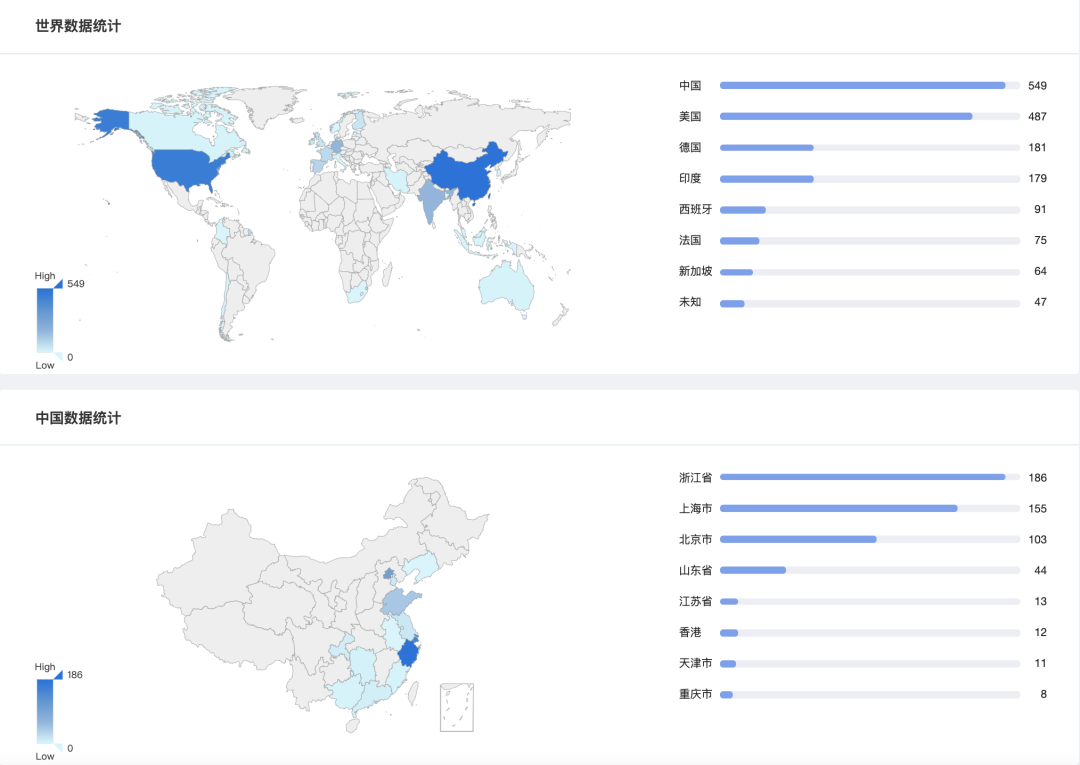 世界数据统计
High
549
0
Low
中国 549
美国 487
德国 181
印度 179
西班牙 91
法国 75
新加坡 64
未知 47
中国数据统计
High
186
0
Low
浙江省 186
上海市 155
北京市 103
山东省 44
江苏省 13
香港 12
天津市 11
重庆市 8